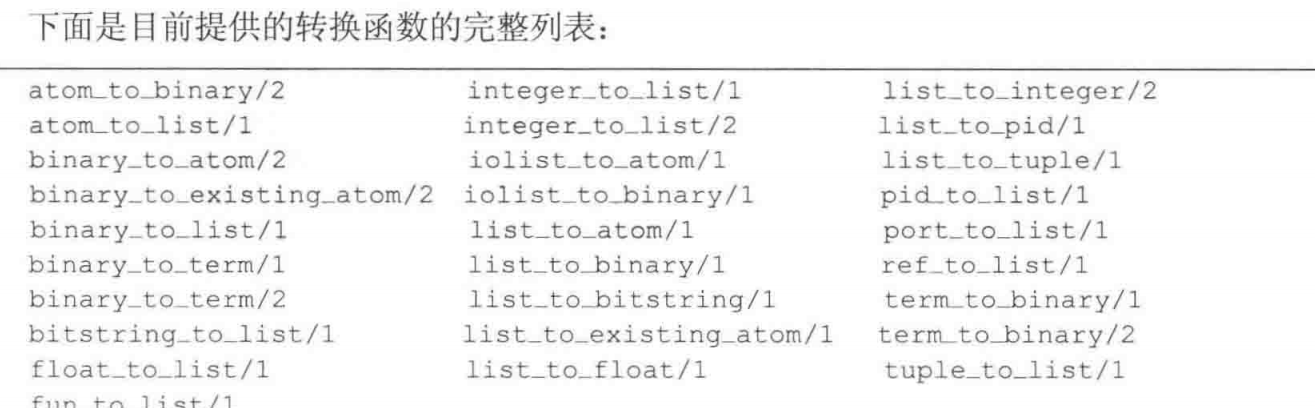 下面是目前提供的转换函数的完整列表：
atom_to_binary/2 integer_to_list/1 list_to_integer/2
atom_to_list/1 integer_to_list/2 list_to_pid/1
binary_to_atom/2 iolist_to_atom/1 list_to_tuple/1
binary_to_existing_atom/2 iolist_to_binary/1 pid_to_list/1
binary_to_list/1 list_to_atom/1 port_to_list/1
binary_to_term/1 list_to_binary/1 ref_to_list/1
binary_to_term/2 list_to_bitstring/1 term_to_binary/1
bitstring_to_list/1 list_to_existing_atom/1 term_to_binary/2
float_to_list/1 list_to_float/1 tuple_to_list/1
fun_to_list/1